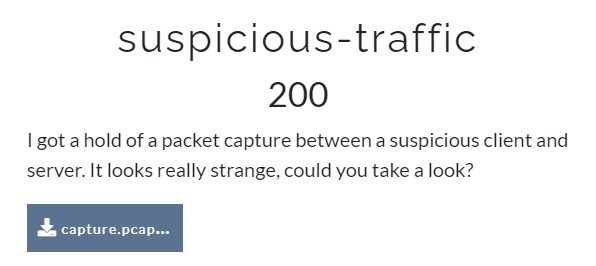 suspicious-traffic
200
I got a hold of a packet capture between a suspicious client and
server. It looks really strange, could you take a look?
capture.pcap...